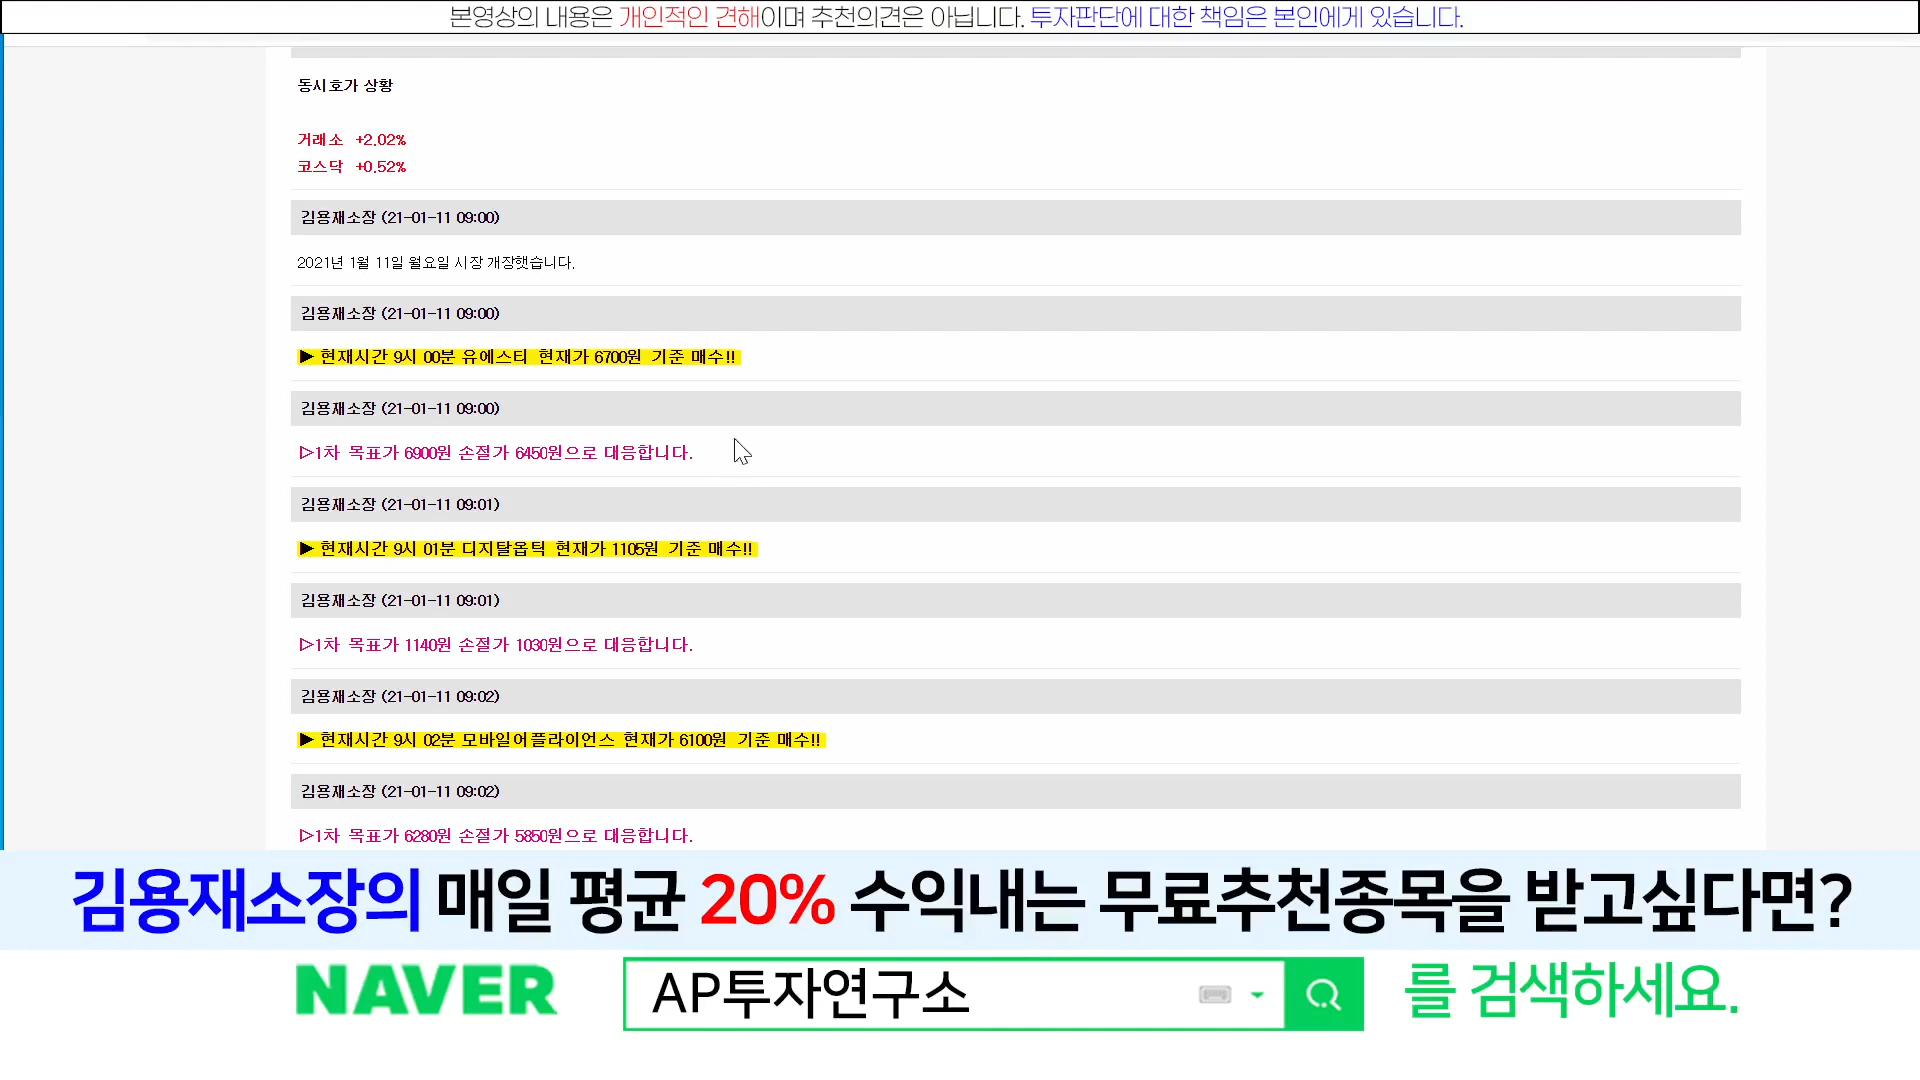 본영상의 내용은 개인적인 견해이며 추천의견은 아닙니다. 투자판단에 대한 책임은 본인에게 있습니다.
동시호가 상황
거래소 +2.02%
코스닥 +0.52%
김용재소장 (21-01-11 09:00)
2021년 1월 11일 월요일 시장 개장했습니다.
김용재소장 (21-01-11 09:00)
▶ 현재시간 9시 00분 유에스티 현재가 6700원 기준 매수!!
김용재소장 (21-01-11 09:00)
▷1차 목표가 6900원 손절가 6450원으로 대응합니다.
김용재소장 (21-01-11 09:01)
▶ 현재시간 9시 01분 디지탈옵틱 현재가 1105원 기준 매수!!
김용재소장 (21-01-11 09:01)
▷1차 목표가 1140원 손절가 1030원으로 대응합니다.
김용재소장 (21-01-11 09:02)
▶ 현재시간 9시 02분 모바일어플라이언스 현재가 6100원 기준 매수!!
김용재소장 (21-01-11 09:02)
▷1차 목표가 6280원 손절가 5850원으로 대응합니다.
김용재소장의 매일 평균 20% 수익내는 무료추천종목을 받고싶다면?
NAVER AP투자연구소 를 검색하세요.